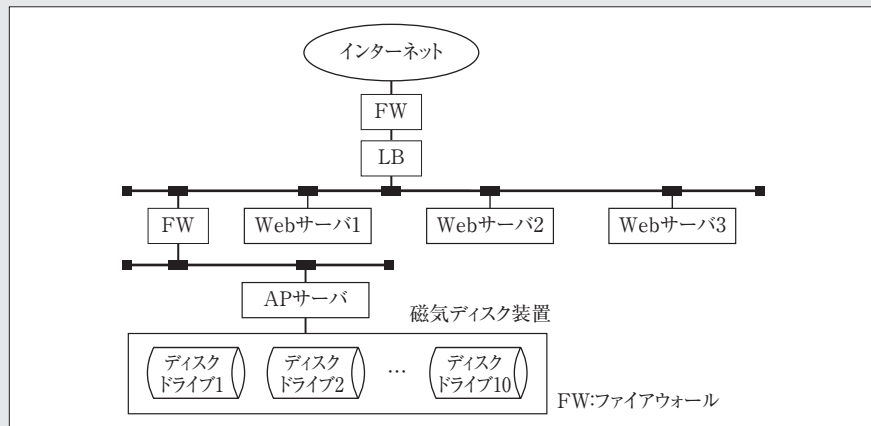 インターネット
FW
LB
FW
Webサーバ1
Webサーバ2
Webサーバ3
APサーバ
磁気ディスク装置
ディスク
ドライブ1
ディスク
ドライブ2
…
ディスク
ドライブ10
FW:ファイアウォール